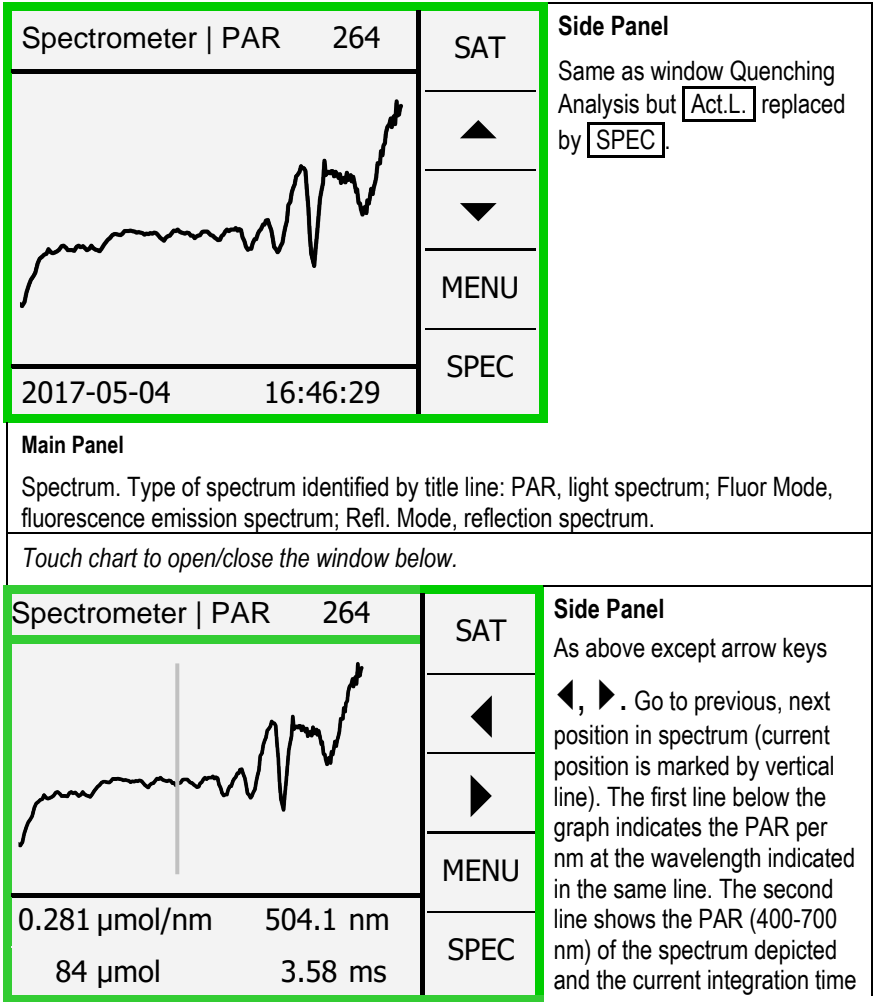 Spectrometer | PAR 264
SAT
MENU
SPEC
2017-05-04 16:46:29
Side Panel
Same as window Quenching
Analysis but Act.L. replaced
by SPEC.
Main Panel
Spectrum. Type of spectrum identified by title line: PAR, light spectrum; Fluor Mode,
fluorescence emission spectrum; Refl. Mode, reflection spectrum.
Touch chart to open/close the window below.
Spectrometer | PAR 264
SAT
MENU
SPEC
0.281 µmol/nm 504.1 nm
84 µmol 3.58 ms
Side Panel
As above except arrow keys
◀, ▶. Go to previous, next
position in spectrum (current
position is marked by vertical
line). The first line below the
graph indicates the PAR per
nm at the wavelength indicated
in the same line. The second
line shows the PAR (400-700
nm) of the spectrum depicted
and the current integration time